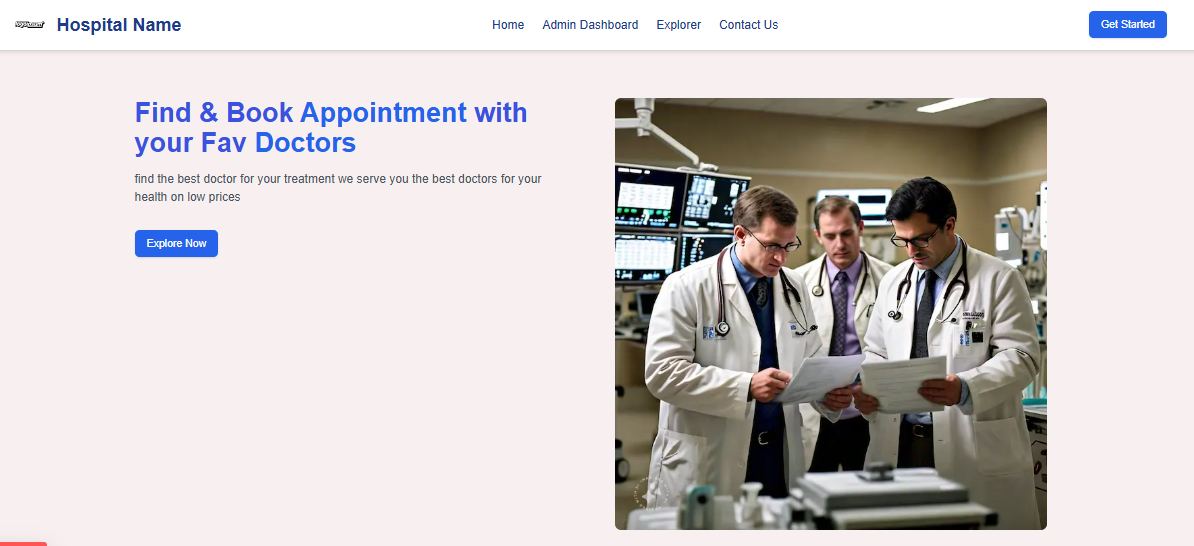 Hospital Name
Home
Admin Dashboard
Explorer
Contact Us
Get Started
Find & Book Appointment with
your Fav Doctors
find the best doctor for your treatment we serve you the best doctors for your
health on low prices
Explore Now